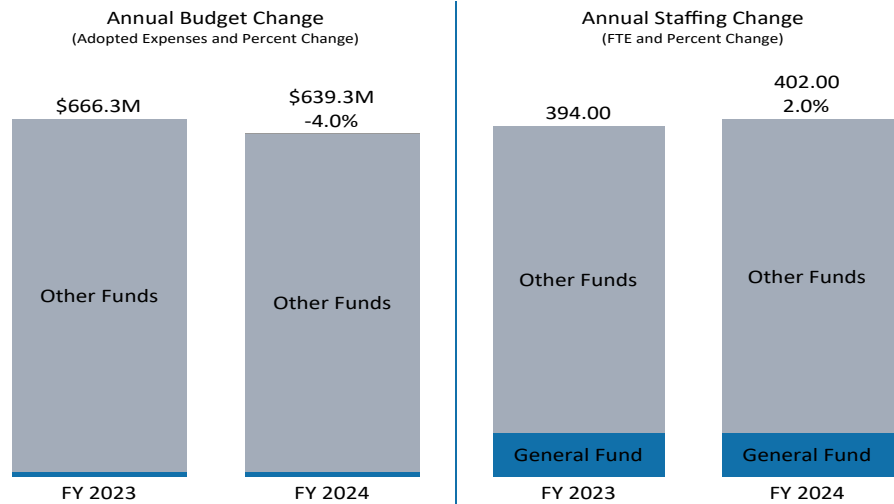 Annual Budget Change
(Adopted Expenses and Percent Change)
$666.3M
$639.3M
-4.0%
Other Funds
Other Funds
FY 2023
FY 2024
Annual Staffing Change
(FTE and Percent Change)
394.00
402.00
2.0%
Other Funds
Other Funds
General Fund
General Fund
FY 2023
FY 2024